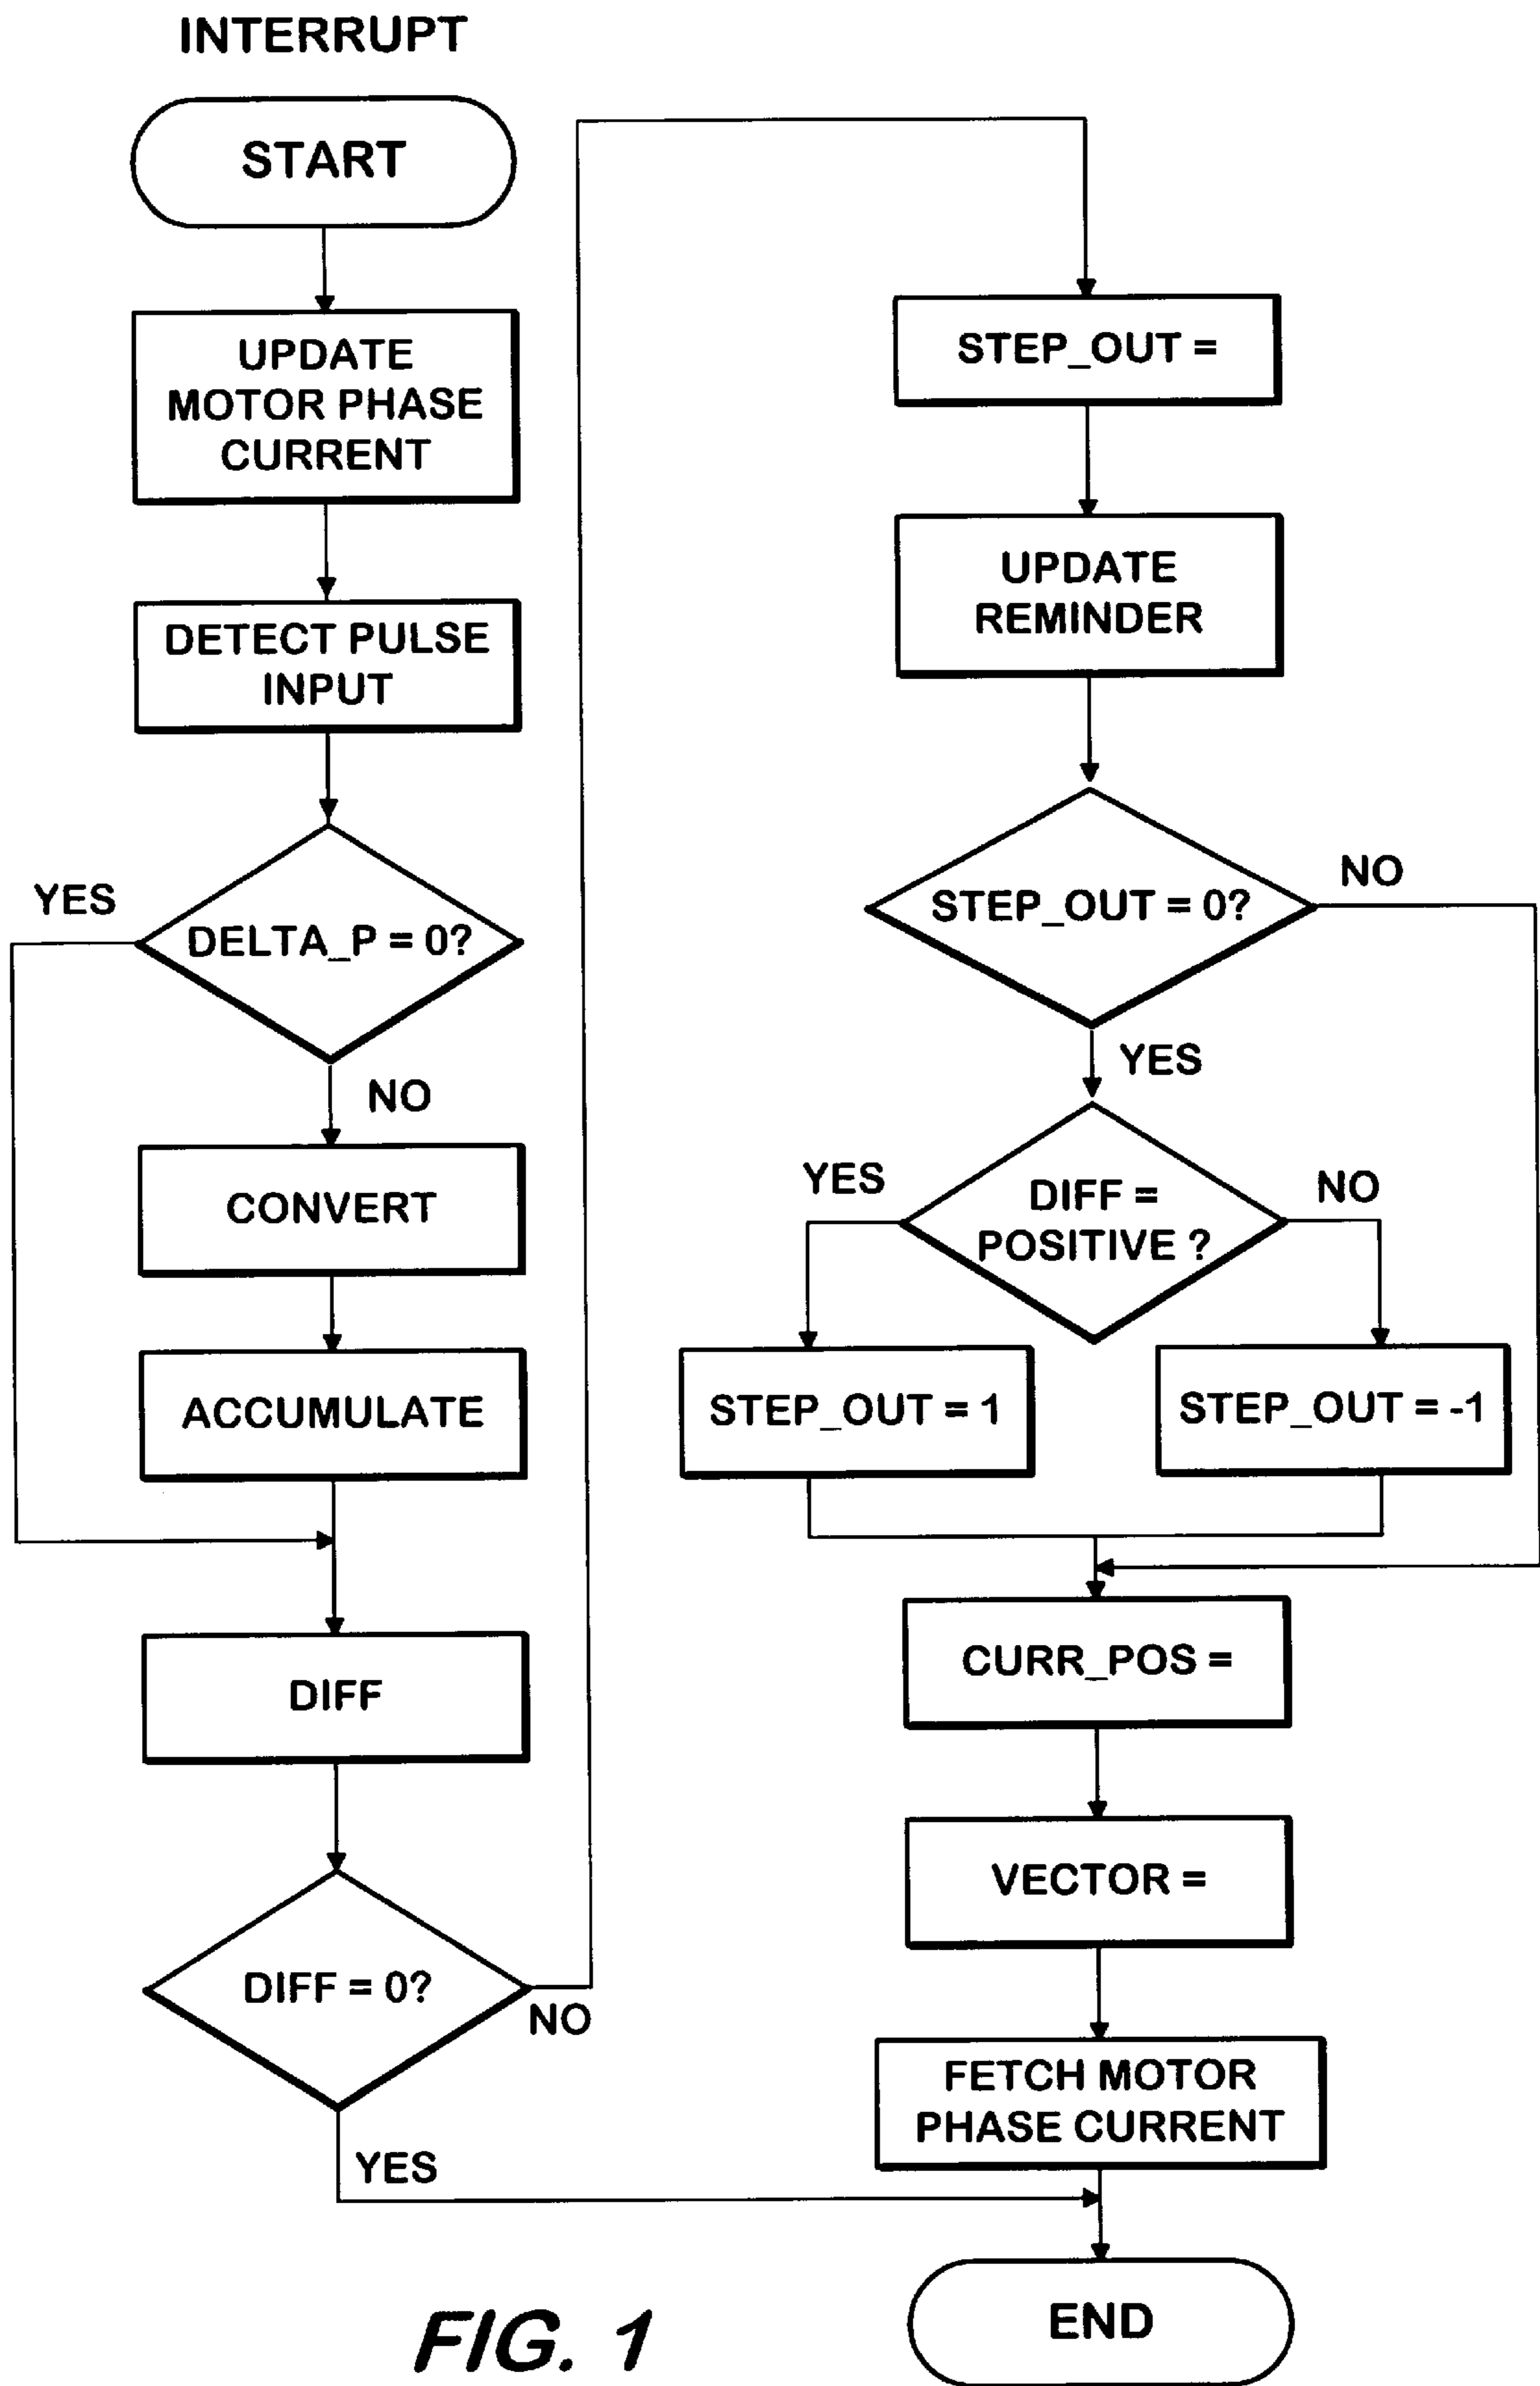 INTERRUPT
START
UPDATE
MOTOR PHASE
CURRENT
DETECT PULSE
INPUT
YES
DELTA_P = 0?
NO
CONVERT
ACCUMULATE
DIFF
DIFF = 0?
NO
YES
STEP_OUT =
UPDATE
REMINDER
NO
STEP_OUT = 0?
YES
YES
DIFF =
POSITIVE ?
NO
STEP_OUT = 1
STEP_OUT = -1
CURR_POS =
VECTOR =
FETCH MOTOR
PHASE CURRENT
END
FIG. 1